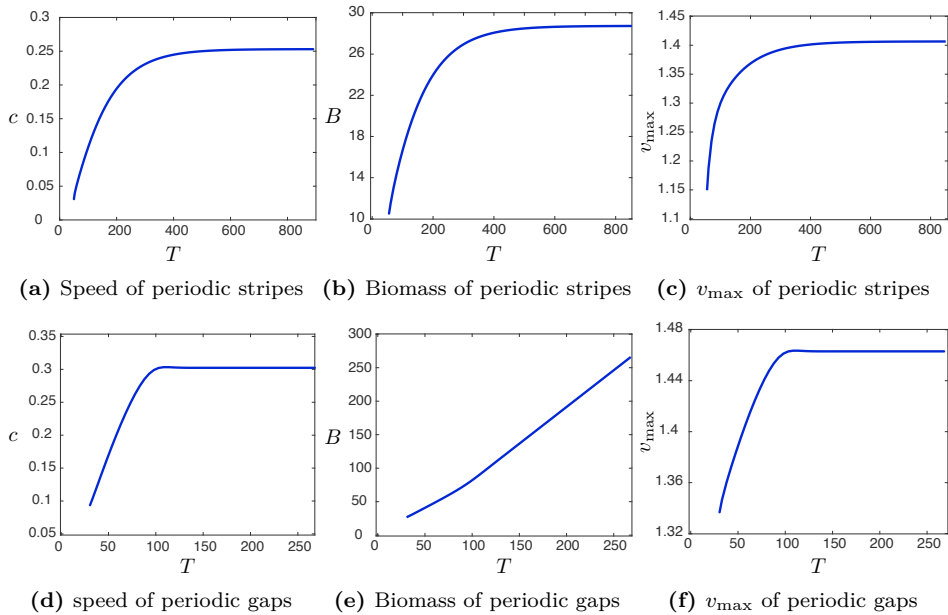 0.3
0.25
0.2
0.15
0.1
0.05
0
c
0 200 400 600 800
T
(a) Speed of periodic stripes
30
28
26
24
22
20
18
16
14
12
10
B
0 200 400 600 800
T
(b) Biomass of periodic stripes
1.45
1.4
1.35
1.3
1.25
1.2
1.15
1.1
v_max
0 200 400 600 800
T
(c) v_max of periodic stripes
0.35
0.3
0.25
0.2
0.15
0.1
0.05
c
0 50 100 150 200 250
T
(d) speed of periodic gaps
300
250
200
150
100
50
0
B
0 50 100 150 200 250
T
(e) Biomass of periodic gaps
1.48
1.44
1.4
1.36
1.32
v_max
0 50 100 150 200 250
T
(f) v_max of periodic gaps